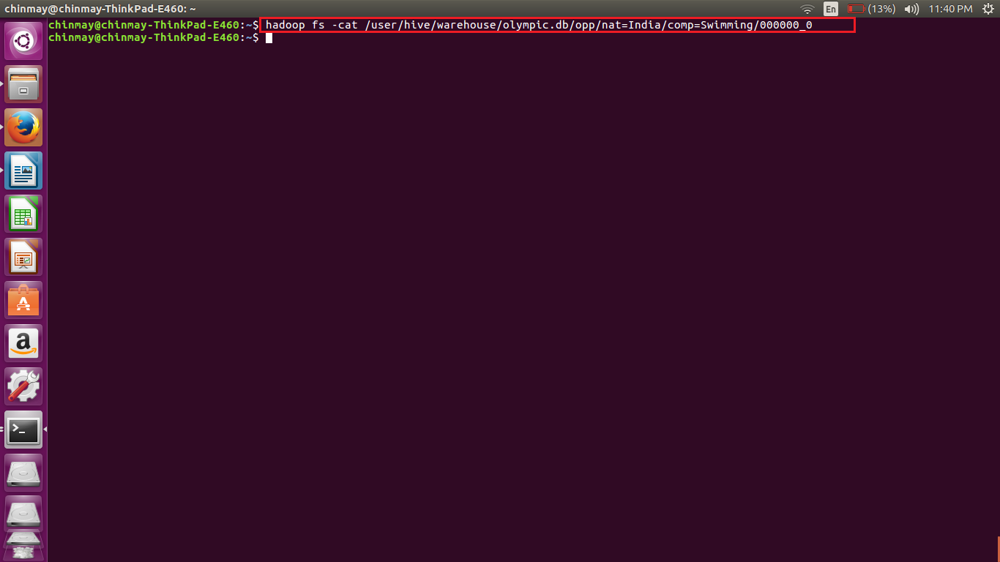 chinmay@chinmay-ThinkPad-E460: ~
En (13%) 11:40 PM
chinmay@chinmay-ThinkPad-E460:~$ hadoop fs -cat /user/hive/warehouse/olympic.db/opp/nat=India/comp=Swimming/000000_0
chinmay@chinmay-ThinkPad-E460:~$